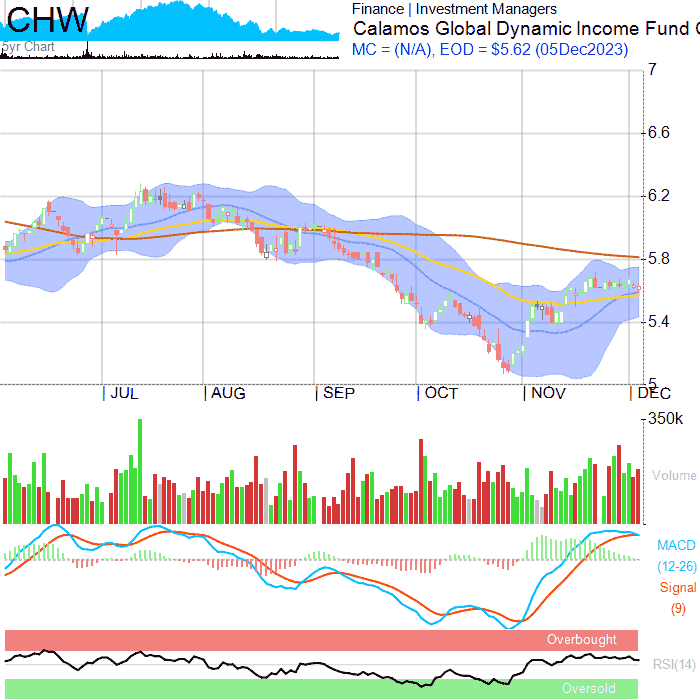 CHW
Finance | Investment Managers
Calamos Global Dynamic Income Fund C
5yr Chart
MC = (N/A), EOD = $5.62 (05Dec2023)
7
6.6
6.2
5.8
5.4
5
| JUL | AUG | SEP | OCT | NOV | DEC
350k
Volume
MACD
(12-26)
Signal
(9)
Overbought
RSI(14)
Oversold